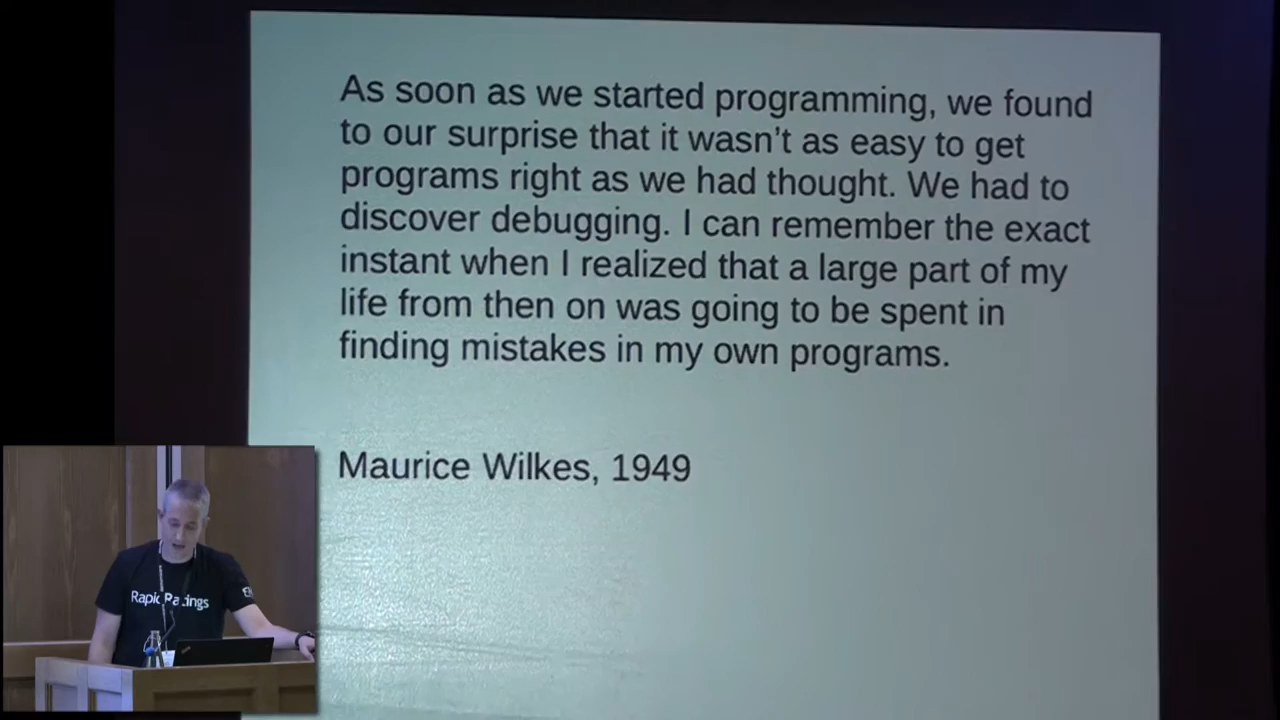 As soon as we started programming, we found
to our surprise that it wasn't as easy to get
programs right as we had thought. We had to
discover debugging. I can remember the exact
instant when I realized that a large part of my
life from then on was going to be spent in
finding mistakes in my own programs.
Maurice Wilkes, 1949